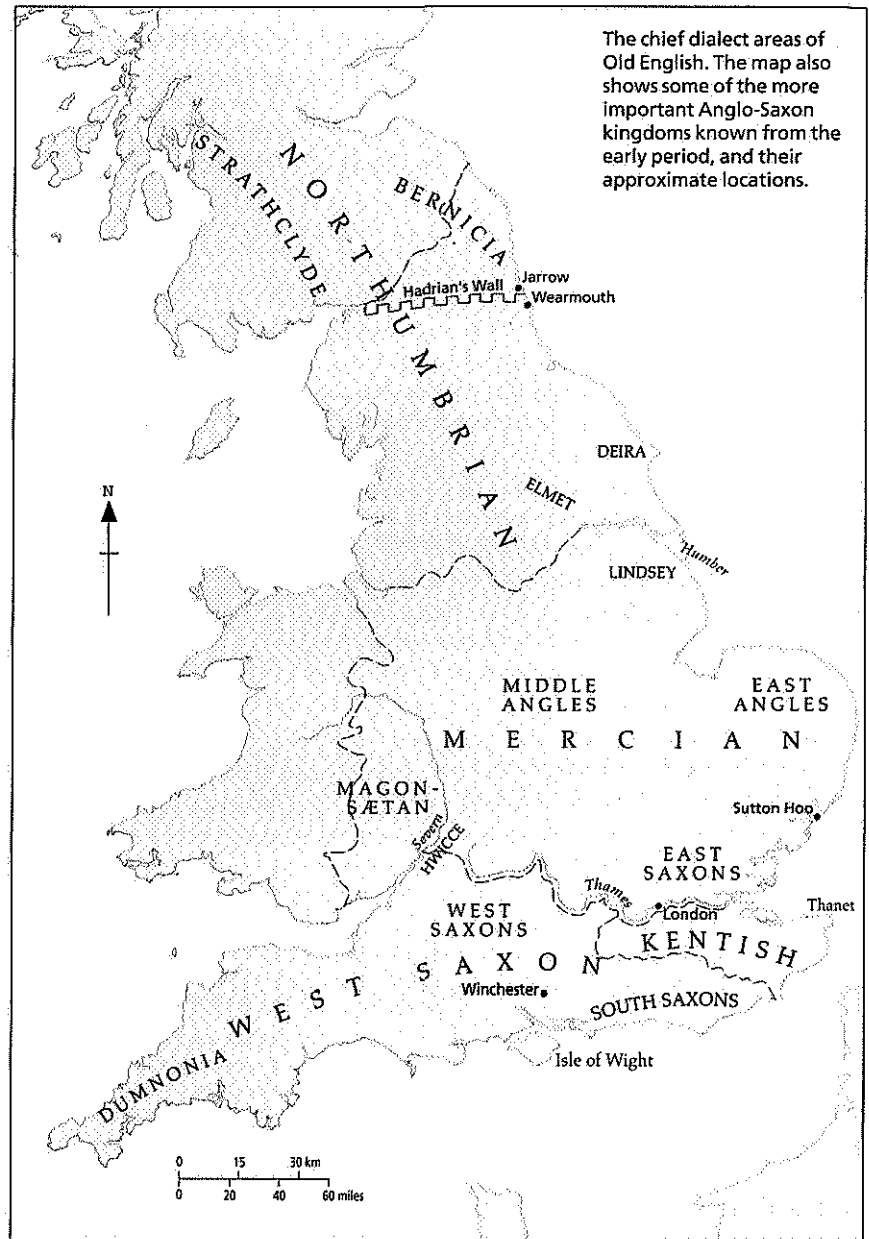 The chief dialect areas of
Old English. The map also
shows some of the more
important Anglo-Saxon
kingdoms known from the
early period, and their
approximate locations.
NORTHUMBRIAN
STRATHCLYDE
BERNICIA
Hadrian's Wall
Jarrow
Wearmouth
DEIRA
ELMET
N
Humber
LINDSEY
MIDDLE
ANGLES
EAST
ANGLES
MERCIAN
MAGON-
SÆTAN
Sutton Hoo
Severn
HWICCE
EAST
SAXONS
Thames
London
Thanet
WEST
SAXONS
KENTISH
WEST SAXON
Winchester
SOUTH SAXONS
Isle of Wight
DUMNONIA
0 15 30 km
0 20 40 60 miles